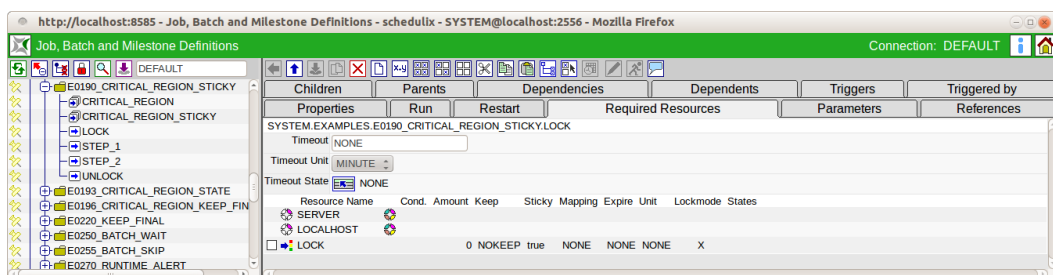 http://localhost:8585 - Job, Batch and Milestone Definitions - schedulix - SYSTEM@localhost:2556 - Mozilla Firefox
Job, Batch and Milestone Definitions
Connection: DEFAULT
DEFAULT
E0190_CRITICAL_REGION_STICKY
CRITICAL_REGION
CRITICAL_REGION_STICKY
LOCK
STEP_1
STEP_2
UNLOCK
E0193_CRITICAL_REGION_STATE
E0196_CRITICAL_REGION_KEEP_FIN
E0220_KEEP_FINAL
E0250_BATCH_WAIT
E0255_BATCH_SKIP
E0270_RUNTIME_ALERT
Children Parents Dependencies Dependents Triggers Triggered by
Properties Run Restart Required Resources Parameters References
SYSTEM.EXAMPLES.E0190_CRITICAL_REGION_STICKY.LOCK
Timeout NONE
Timeout Unit MINUTE
Timeout State NONE
Resource Name Cond. Amount Keep Sticky Mapping Expire Unit Lockmode States
SERVER
LOCALHOST
LOCK 0 NOKEEP true NONE NONE NONE X